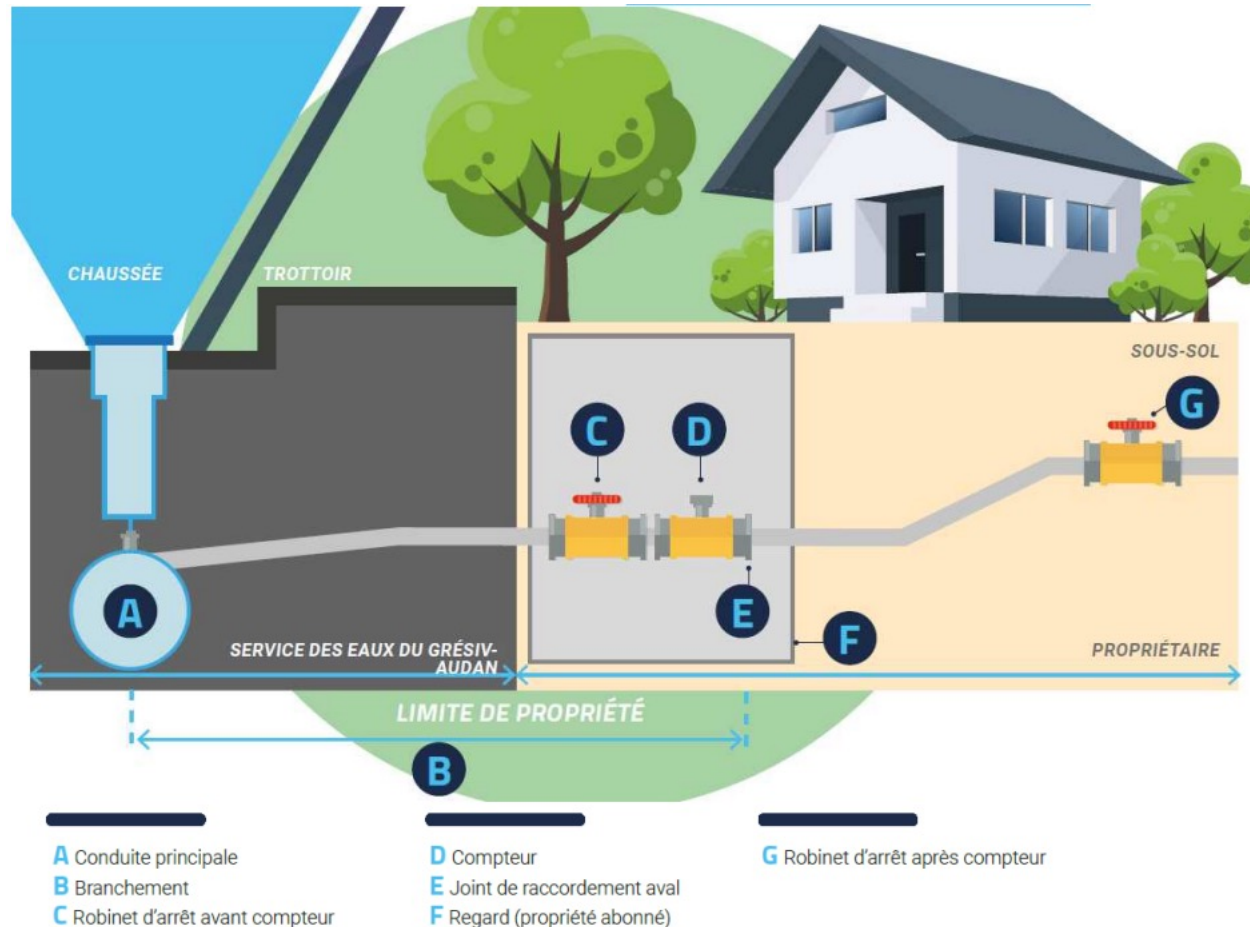 CHAUSSÉE
TROTTOIR
SOUS-SOL
G
C
D
A
E
F
SERVICE DES EAUX DU GRÉSIV-
AUDAN
PROPRIÉTAIRE
LIMITE DE PROPRIÉTÉ
B
A Conduite principale
B Branchement
C Robinet d'arrêt avant compteur
D Compteur
E Joint de raccordement aval
F Regard (propriété abonné)
G Robinet d'arrêt après compteur